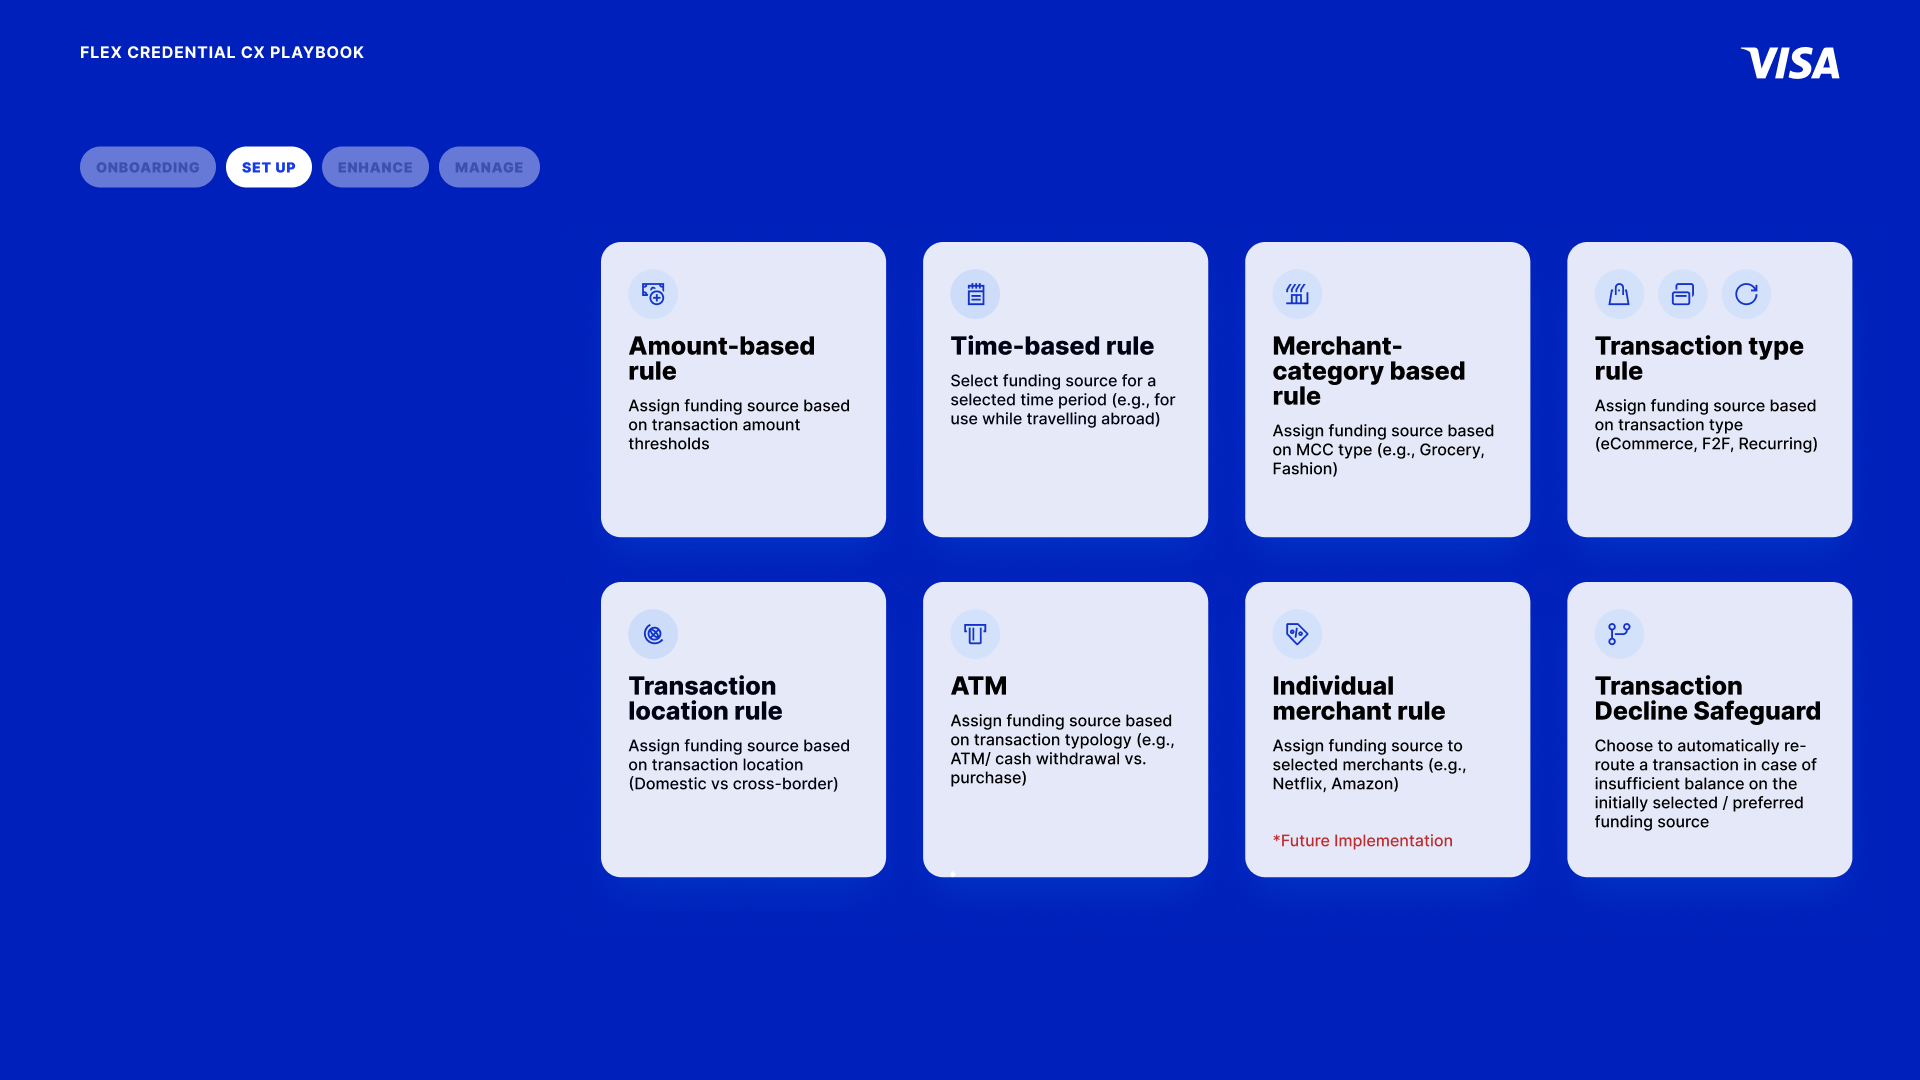 FLEX CREDENTIAL CX PLAYBOOK
VISA
ONBOARDING
SET UP
ENHANCE
MANAGE
Amount-based
rule
Assign funding source based
on transaction amount
thresholds
Time-based rule
Select funding source for a
selected time period (e.g., for
use while travelling abroad)
Merchant-
category based
rule
Assign funding source based
on MCC type (e.g., Grocery,
Fashion)
Transaction type
rule
Assign funding source based
on transaction type
(eCommerce, F2F, Recurring)
Transaction
location rule
Assign funding source based
on transaction location
(Domestic vs cross-border)
ATM
Assign funding source based
on transaction typology (e.g.,
ATM/ cash withdrawal vs.
purchase)
Individual
merchant rule
Assign funding source to
selected merchants (e.g.,
Netflix, Amazon)
*Future Implementation
Transaction
Decline Safeguard
Choose to automatically re-
route a transaction in case of
insufficient balance on the
initially selected / preferred
funding source